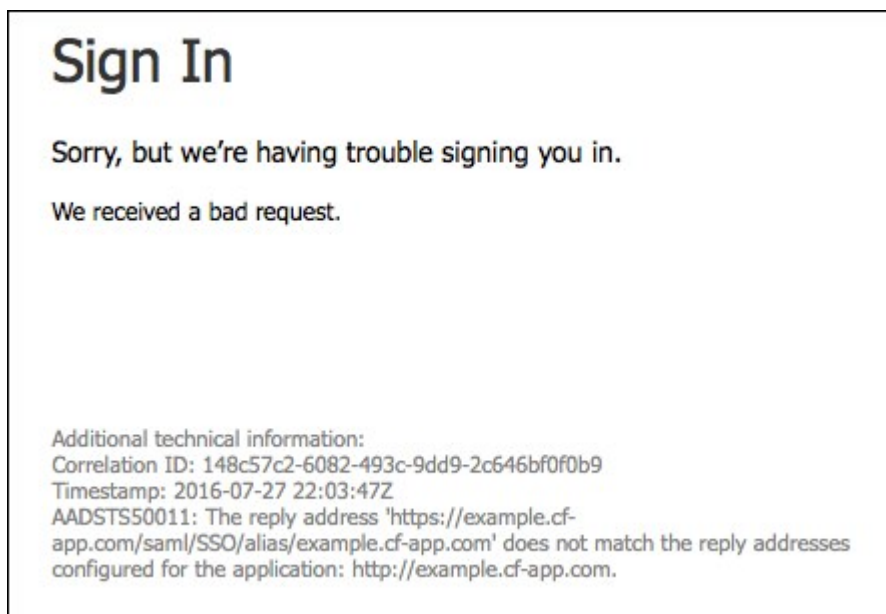 Sign In
Sorry, but we're having trouble signing you in.
We received a bad request.
Additional technical information:
Correlation ID: 148c57c2-6082-493c-9dd9-2c646bf0f0b9
Timestamp: 2016-07-27 22:03:47Z
AADSTS50011: The reply address 'https://example.cf-
app.com/saml/SSO/alias/example.cf-app.com' does not match the reply addresses
configured for the application: http://example.cf-app.com.